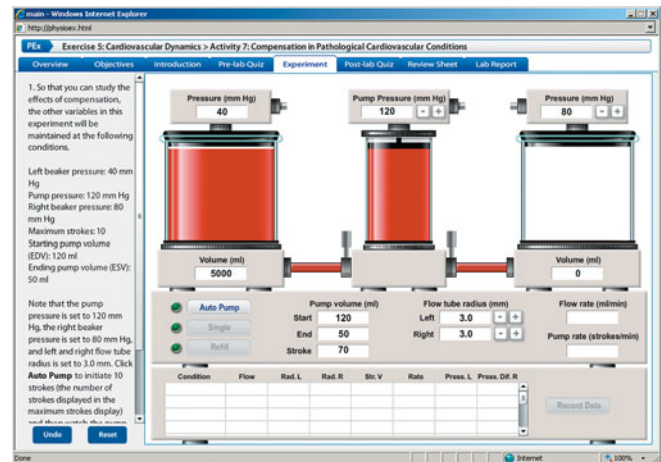 main - Windows Internet Explorer
http://physioex.html
PEx Exercise 5: Cardiovascular Dynamics > Activity 7: Compensation in Pathological Cardiovascular Conditions
Overview Objectives Introduction Pre-lab Quiz Experiment Post-lab Quiz Review Sheet Lab Report
1. So that you can study the
effects of compensation,
the other variables in this
experiment will be
maintained at the following
conditions.
Left beaker pressure: 40 mm
Hg
Pump pressure: 120 mm Hg
Right beaker pressure: 80
mm Hg
Maximum strokes: 10
Starting pump volume
(EDV): 120 ml
Ending pump volume (ESV):
50 ml
Note that the pump
pressure is set to 120 mm
Hg, the right beaker
pressure is set to 80 mm Hg,
and left and right flow tube
radius is set to 3.0 mm. Click
Auto Pump to initiate 10
strokes (the number of
strokes displayed in the
maximum strokes display)
and then watch the pump
Undo Reset
Pressure (mm Hg)
40
Pump Pressure (mm Hg)
120 - +
Pressure (mm Hg)
80 - +
Volume (ml)
5000
Volume (ml)
0
Auto Pump
Single
Refill
Pump volume (ml)
Start 120
End 50
Stroke 70
Flow tube radius (mm)
Left 3.0 - +
Right 3.0 - +
Flow rate (ml/min)
Pump rate (strokes/min)
Condition Flow Rad. L Rad. R Str. V Rate Press. L Press. Dif. R
Record Data
Done Internet 100%